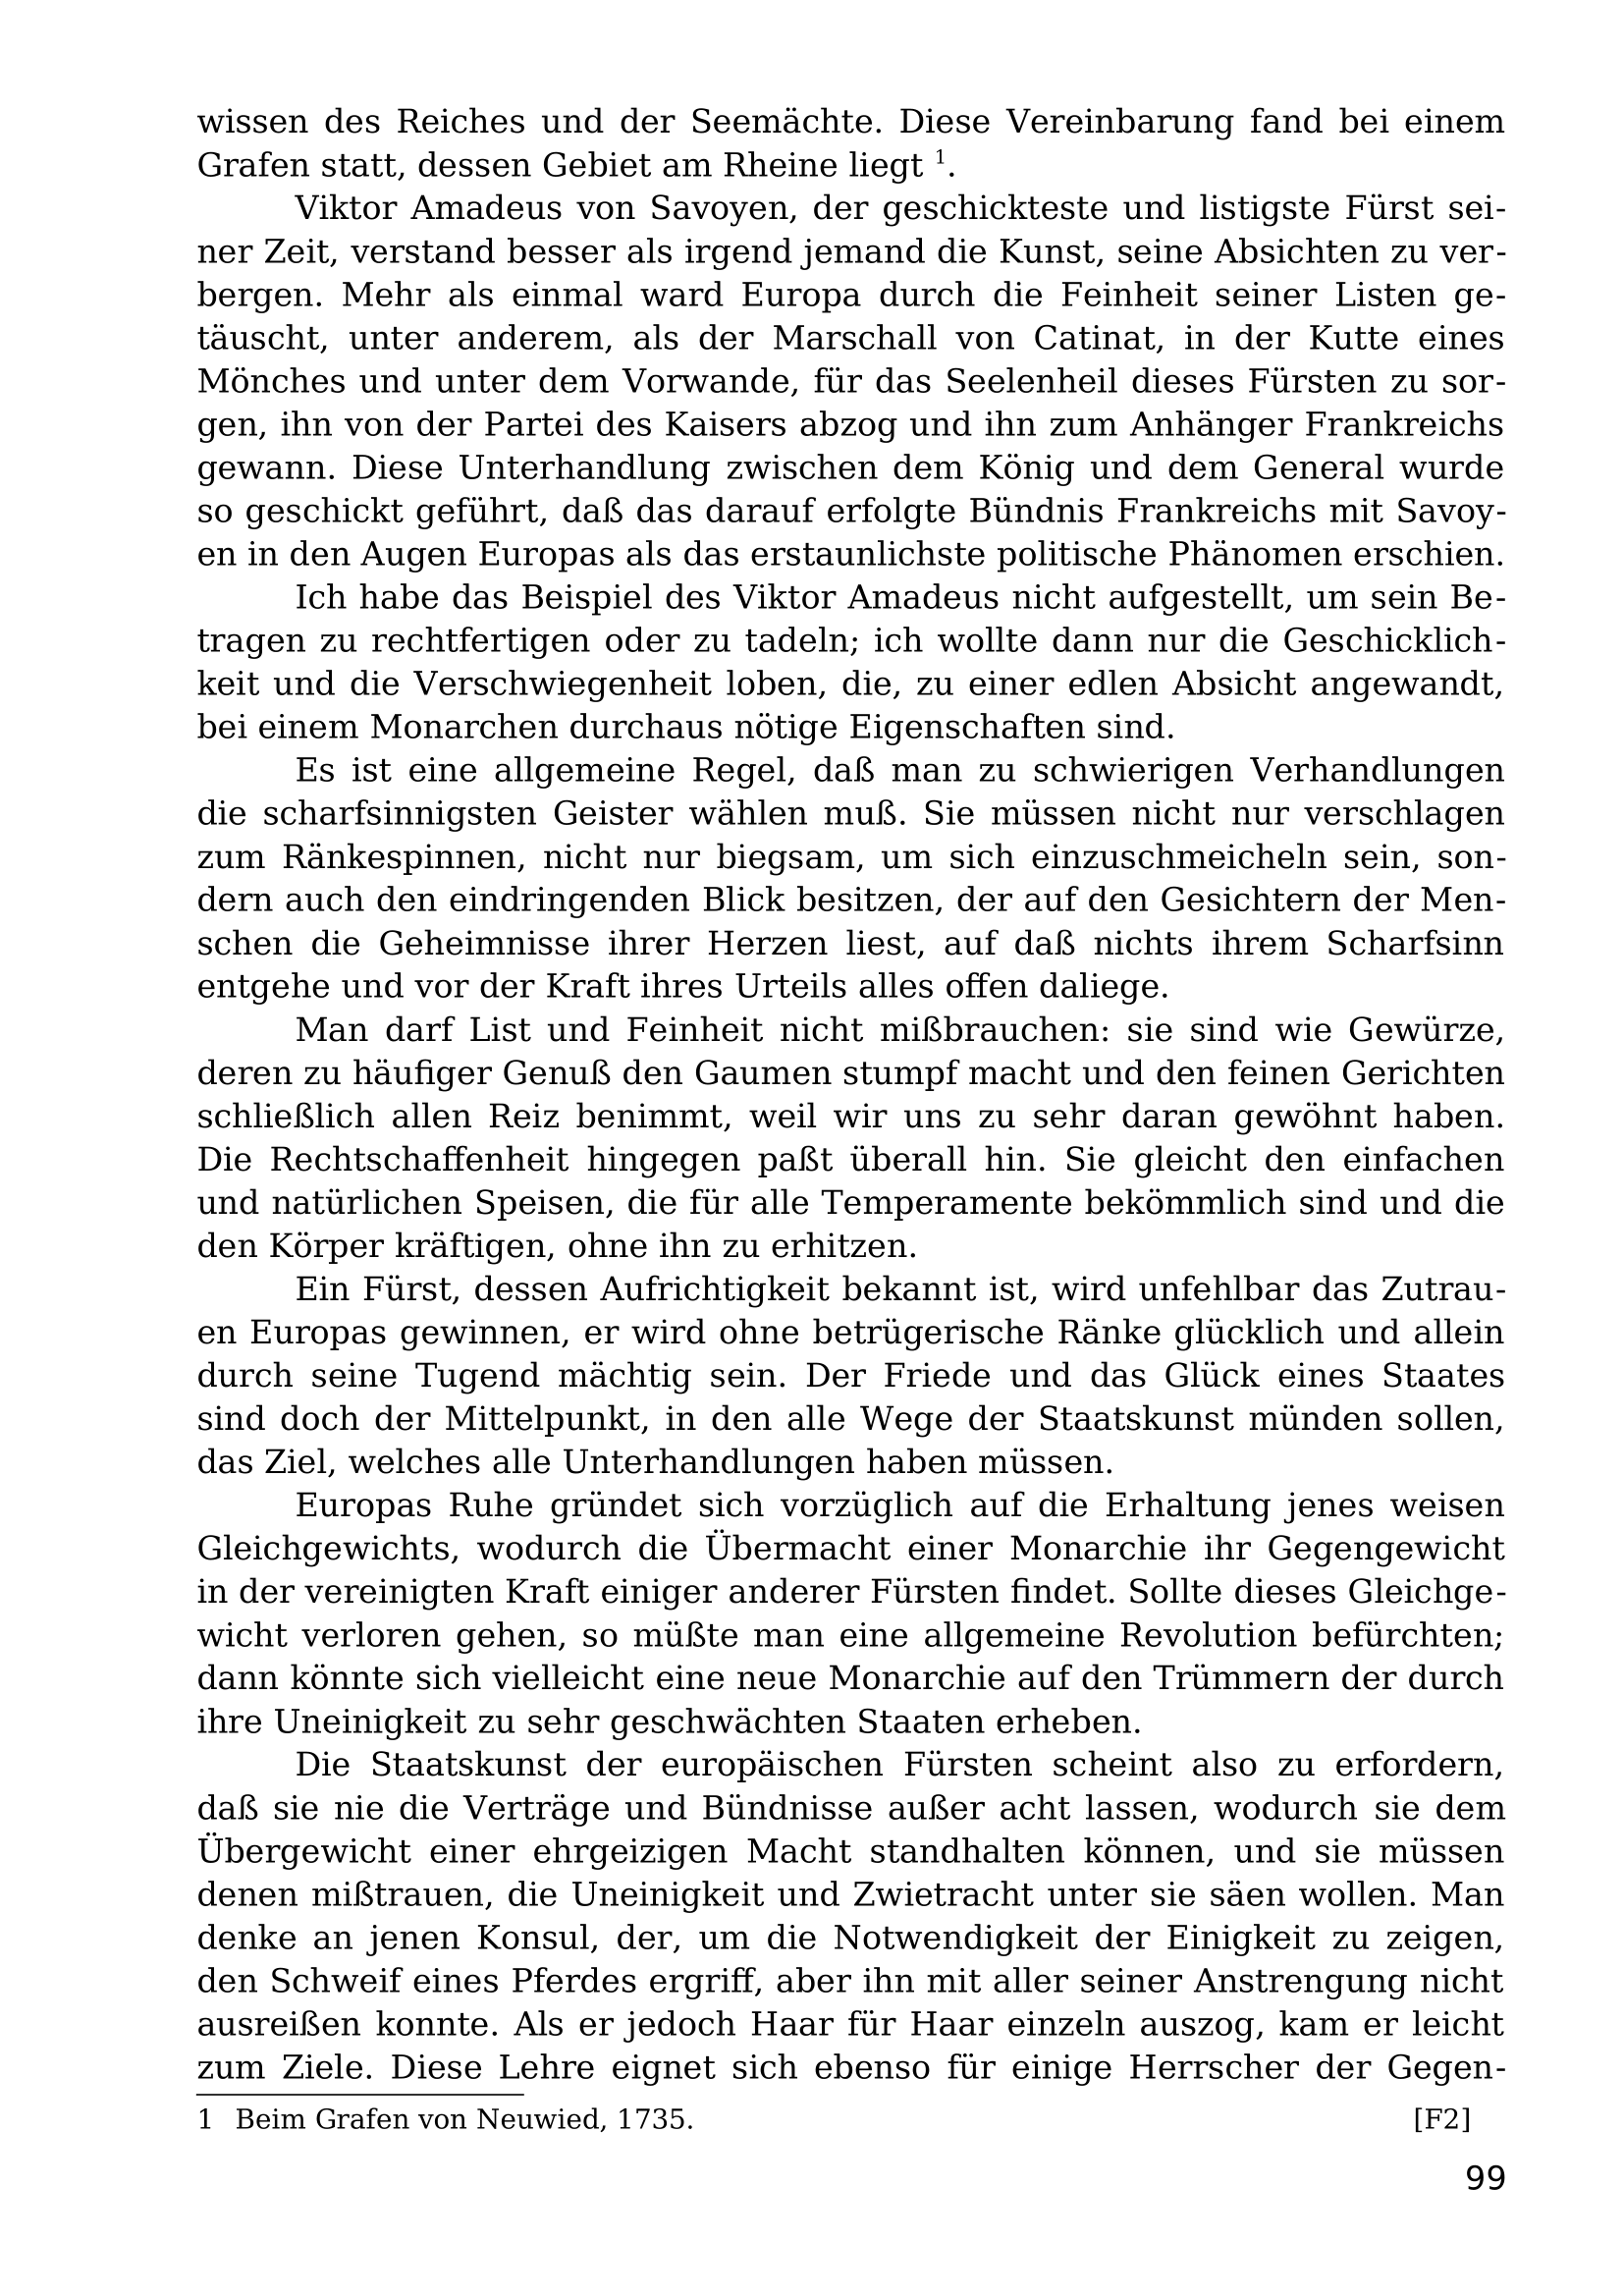 wissen des Reiches und der Seemächte. Diese Vereinbarung fand bei einem
Grafen statt, dessen Gebiet am Rheine liegt ¹.
Viktor Amadeus von Savoyen, der geschickteste und listigste Fürst sei-
ner Zeit, verstand besser als irgend jemand die Kunst, seine Absichten zu ver-
bergen. Mehr als einmal ward Europa durch die Feinheit seiner Listen ge-
täuscht, unter anderem, als der Marschall von Catinat, in der Kutte eines
Mönches und unter dem Vorwande, für das Seelenheil dieses Fürsten zu sor-
gen, ihn von der Partei des Kaisers abzog und ihn zum Anhänger Frankreichs
gewann. Diese Unterhandlung zwischen dem König und dem General wurde
so geschickt geführt, daß das darauf erfolgte Bündnis Frankreichs mit Savoy-
en in den Augen Europas als das erstaunlichste politische Phänomen erschien.
Ich habe das Beispiel des Viktor Amadeus nicht aufgestellt, um sein Be-
tragen zu rechtfertigen oder zu tadeln; ich wollte dann nur die Geschicklich-
keit und die Verschwiegenheit loben, die, zu einer edlen Absicht angewandt,
bei einem Monarchen durchaus nötige Eigenschaften sind.
Es ist eine allgemeine Regel, daß man zu schwierigen Verhandlungen
die scharfsinnigsten Geister wählen muß. Sie müssen nicht nur verschlagen
zum Ränkespinnen, nicht nur biegsam, um sich einzuschmeicheln sein, son-
dern auch den eindringenden Blick besitzen, der auf den Gesichtern der Men-
schen die Geheimnisse ihrer Herzen liest, auf daß nichts ihrem Scharfsinn
entgehe und vor der Kraft ihres Urteils alles offen daliege.
Man darf List und Feinheit nicht mißbrauchen: sie sind wie Gewürze,
deren zu häufiger Genuß den Gaumen stumpf macht und den feinen Gerichten
schließlich allen Reiz benimmt, weil wir uns zu sehr daran gewöhnt haben.
Die Rechtschaffenheit hingegen paßt überall hin. Sie gleicht den einfachen
und natürlichen Speisen, die für alle Temperamente bekömmlich sind und die
den Körper kräftigen, ohne ihn zu erhitzen.
Ein Fürst, dessen Aufrichtigkeit bekannt ist, wird unfehlbar das Zutrau-
en Europas gewinnen, er wird ohne betrügerische Ränke glücklich und allein
durch seine Tugend mächtig sein. Der Friede und das Glück eines Staates
sind doch der Mittelpunkt, in den alle Wege der Staatskunst münden sollen,
das Ziel, welches alle Unterhandlungen haben müssen.
Europas Ruhe gründet sich vorzüglich auf die Erhaltung jenes weisen
Gleichgewichts, wodurch die Übermacht einer Monarchie ihr Gegengewicht
in der vereinigten Kraft einiger anderer Fürsten findet. Sollte dieses Gleichge-
wicht verloren gehen, so müßte man eine allgemeine Revolution befürchten;
dann könnte sich vielleicht eine neue Monarchie auf den Trümmern der durch
ihre Uneinigkeit zu sehr geschwächten Staaten erheben.
Die Staatskunst der europäischen Fürsten scheint also zu erfordern,
daß sie nie die Verträge und Bündnisse außer acht lassen, wodurch sie dem
Übergewicht einer ehrgeizigen Macht standhalten können, und sie müssen
denen mißtrauen, die Uneinigkeit und Zwietracht unter sie säen wollen. Man
denke an jenen Konsul, der, um die Notwendigkeit der Einigkeit zu zeigen,
den Schweif eines Pferdes ergriff, aber ihn mit aller seiner Anstrengung nicht
ausreißen konnte. Als er jedoch Haar für Haar einzeln auszog, kam er leicht
zum Ziele. Diese Lehre eignet sich ebenso für einige Herrscher der Gegen-
1 Beim Grafen von Neuwied, 1735. [F2]
99